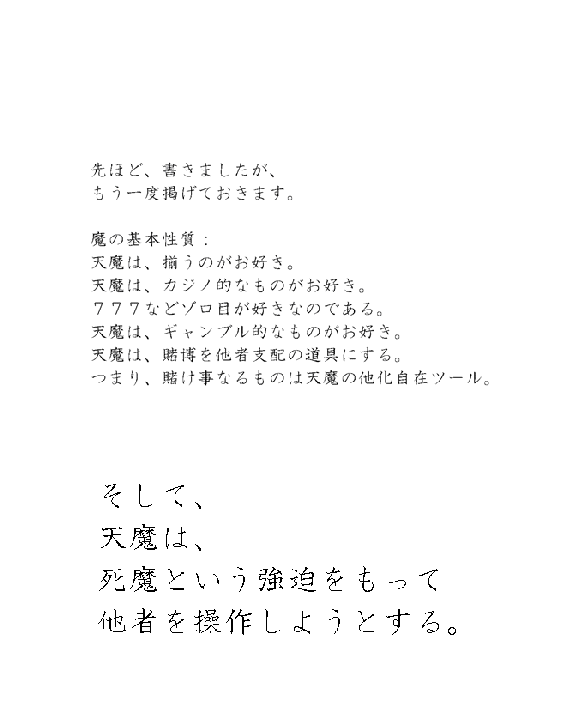 先ほど、書きましたが、
もう一度掲げておきます。
魔の基本性質：
天魔は、揃うのがお好き。
天魔は、カジノ的なものがお好き。
７７７などゾロ目が好きなのである。
天魔は、ギャンブル的なものがお好き。
天魔は、賭博を他者支配の道具にする。
つまり、賭け事なるものは天魔の他化自在ツール。
そして、
天魔は、
死魔という強迫をもって
他者を操作しようとする。